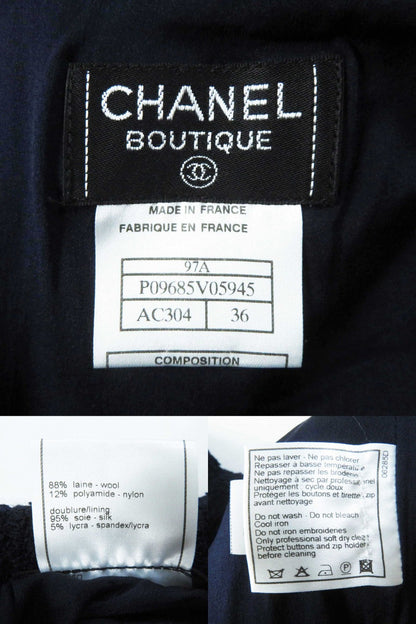 CHANEL
BOUTIQUE
MADE IN FRANCE
FABRIQUE EN FRANCE
97A
P09685V05945
AC304 36
COMPOSITION
88% laine - wool
12% polyamide - nylon
doublure/lining
95% soie - silk
5% lycra - spandex/lycra
Ne pas laver - Ne pas chlorer
Repasser à basse température
Ne pas repasser les broderies
Nettoyage à sec par professionnel
uniquement : cycle doux
Protéger les boutons et tirette zip
avant nettoyage
Do not wash - Do not bleach
Cool iron
Do not iron embroideries
Only professional soft dry clean
Protect buttons and zip holder
before cleaning
06285D